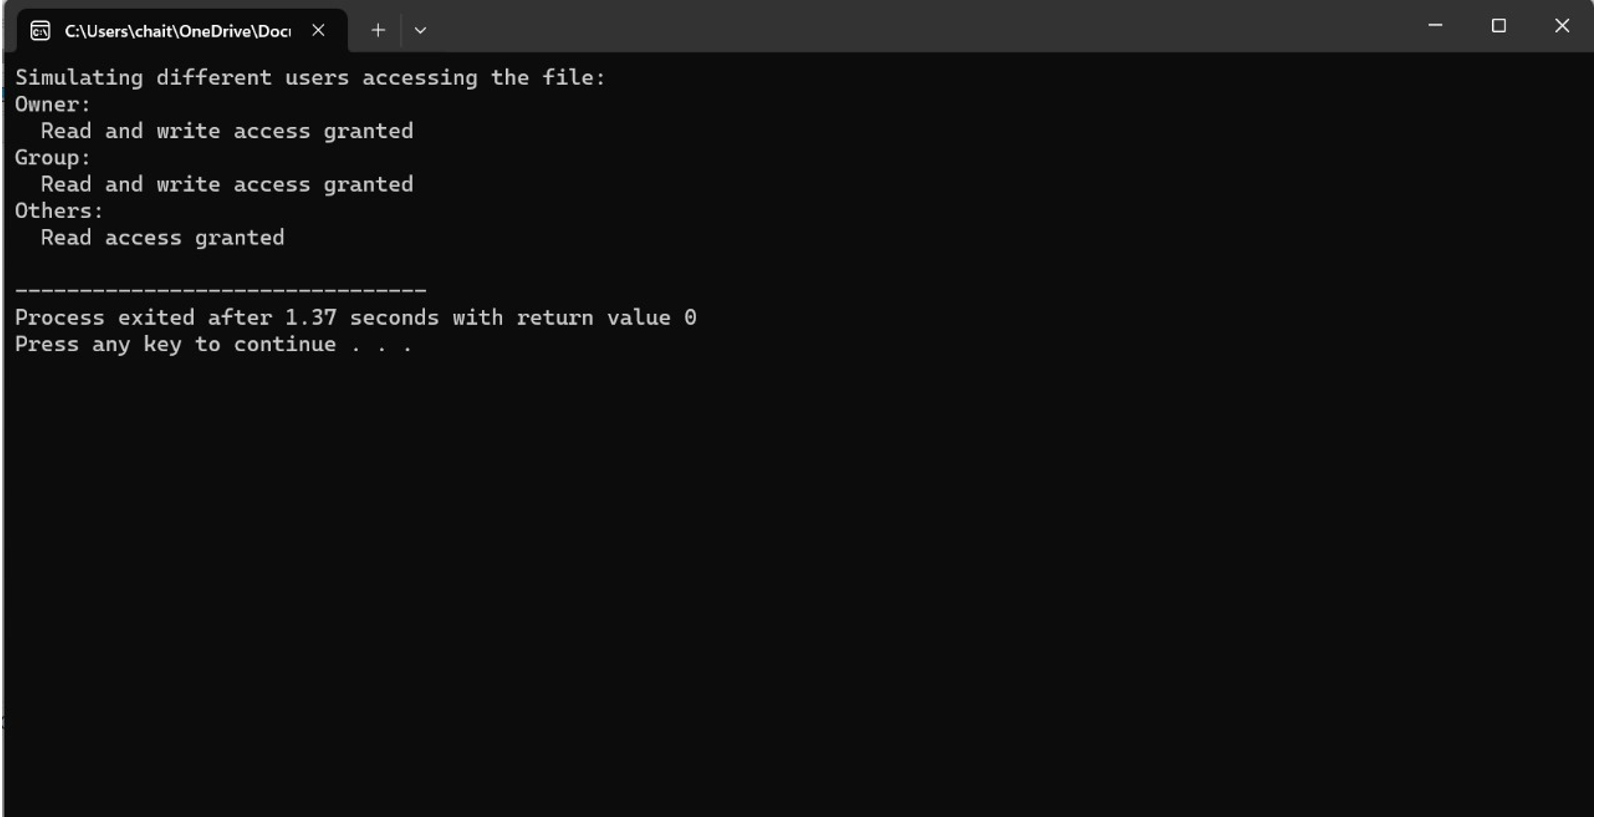 C:\Users\chait\OneDrive\Doc
Simulating different users accessing the file:
Owner:
  Read and write access granted
Group:
  Read and write access granted
Others:
  Read access granted
--------------------------------
Process exited after 1.37 seconds with return value 0
Press any key to continue . . .